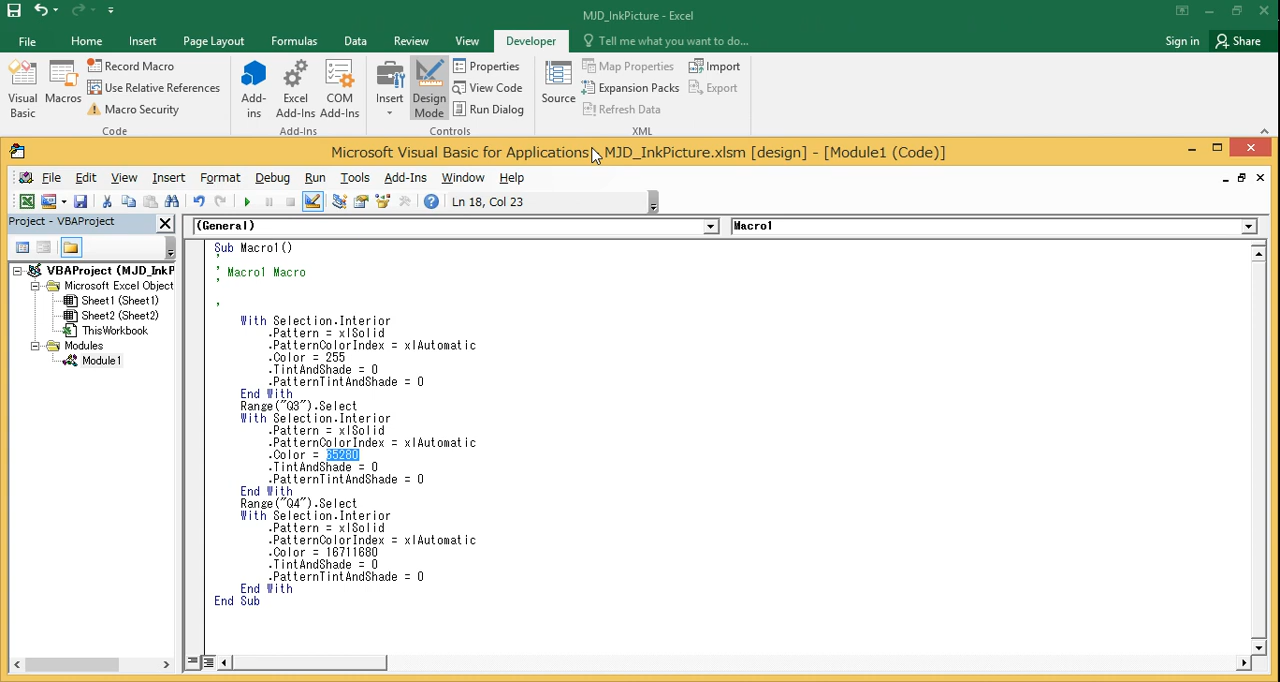 MJD_InkPicture - Excel
File Home Insert Page Layout Formulas Data Review View Developer Tell me what you want to do... Sign in Share
Visual Basic
Macros
Record Macro
Use Relative References
Macro Security
Code
Add-ins
Excel Add-Ins
COM Add-Ins
Add-Ins
Insert
Design Mode
Properties
View Code
Run Dialog
Controls
Source
Map Properties
Expansion Packs
Refresh Data
Import
Export
XML
Microsoft Visual Basic for Applications - MJD_InkPicture.xlsm [design] - [Module1 (Code)]
File Edit View Insert Format Debug Run Tools Add-Ins Window Help
Ln 18, Col 23
Project - VBAProject
(General)
Macro1
VBAProject (MJD_InkP
Microsoft Excel Object
Sheet1 (Sheet1)
Sheet2 (Sheet2)
ThisWorkbook
Modules
Module1
Sub Macro1()
'
' Macro1 Macro
'

'
With Selection.Interior
.Pattern = xlSolid
.PatternColorIndex = xlAutomatic
.Color = 255
.TintAndShade = 0
.PatternTintAndShade = 0
End With
Range("Q3").Select
With Selection.Interior
.Pattern = xlSolid
.PatternColorIndex = xlAutomatic
.Color = 65280
.TintAndShade = 0
.PatternTintAndShade = 0
End With
Range("Q4").Select
With Selection.Interior
.Pattern = xlSolid
.PatternColorIndex = xlAutomatic
.Color = 16711680
.TintAndShade = 0
.PatternTintAndShade = 0
End With
End Sub